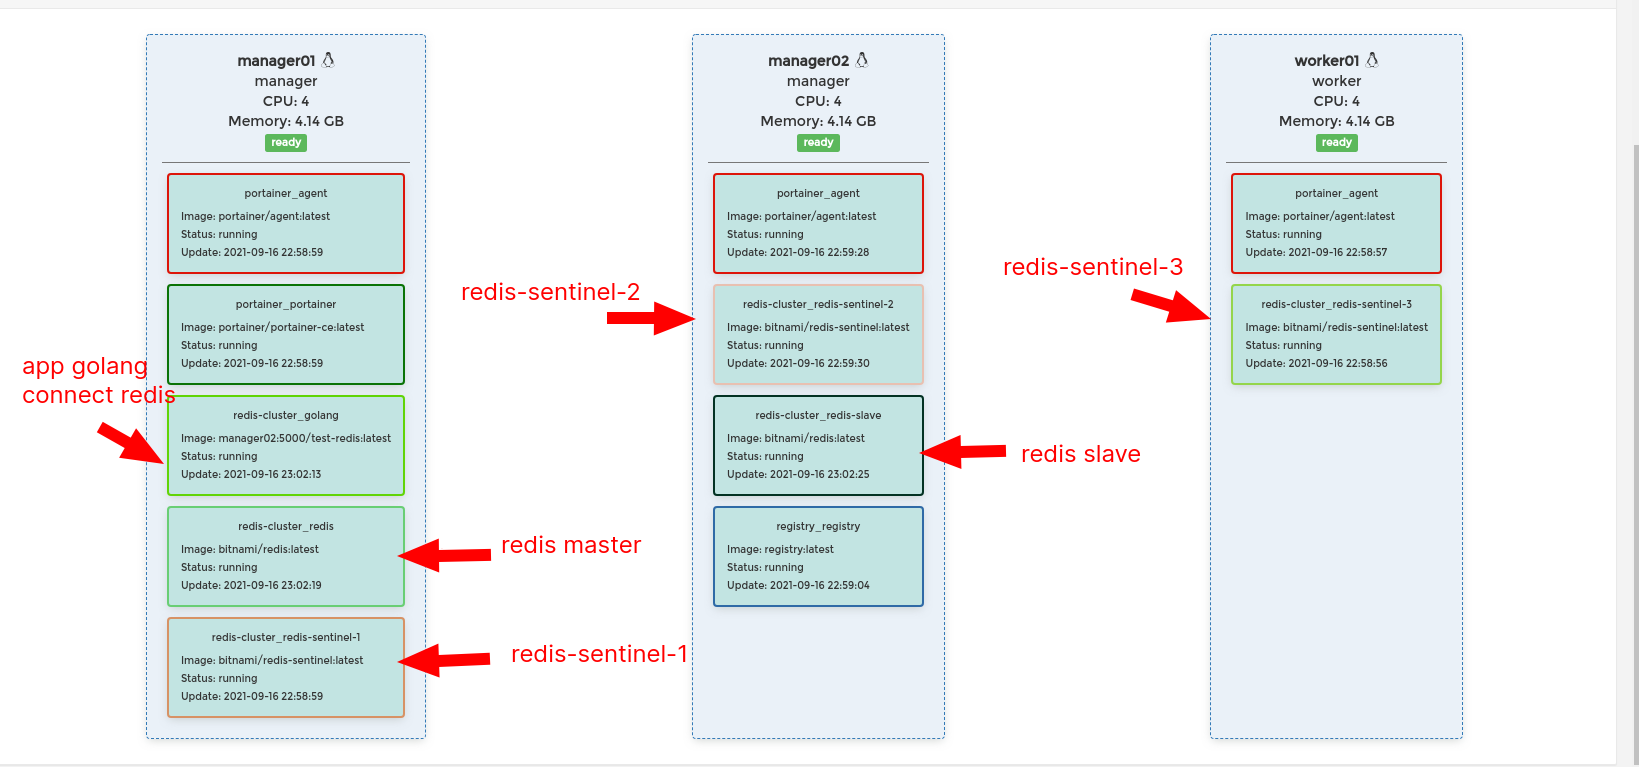 manager01
manager
CPU: 4
Memory: 4.14 GB
ready
portainer_agent
Image: portainer/agent:latest
Status: running
Update: 2021-09-16 22:58:59
portainer_portainer
Image: portainer/portainer-ce:latest
Status: running
Update: 2021-09-16 22:58:59
app golang
connect redis
redis-cluster_golang
Image: manager02:5000/test-redis:latest
Status: running
Update: 2021-09-16 23:02:13
redis-cluster_redis
Image: bitnami/redis:latest
Status: running
Update: 2021-09-16 23:02:19
redis master
redis-cluster_redis-sentinel-1
Image: bitnami/redis-sentinel:latest
Status: running
Update: 2021-09-16 22:58:59
redis-sentinel-1
manager02
manager
CPU: 4
Memory: 4.14 GB
ready
portainer_agent
Image: portainer/agent:latest
Status: running
Update: 2021-09-16 22:59:28
redis-sentinel-2
redis-cluster_redis-sentinel-2
Image: bitnami/redis-sentinel:latest
Status: running
Update: 2021-09-16 22:59:30
redis-cluster_redis-slave
Image: bitnami/redis:latest
Status: running
Update: 2021-09-16 23:02:25
redis slave
registry_registry
Image: registry:latest
Status: running
Update: 2021-09-16 22:59:04
worker01
worker
CPU: 4
Memory: 4.14 GB
ready
portainer_agent
Image: portainer/agent:latest
Status: running
Update: 2021-09-16 22:58:57
redis-sentinel-3
redis-cluster_redis-sentinel-3
Image: bitnami/redis-sentinel:latest
Status: running
Update: 2021-09-16 22:58:56